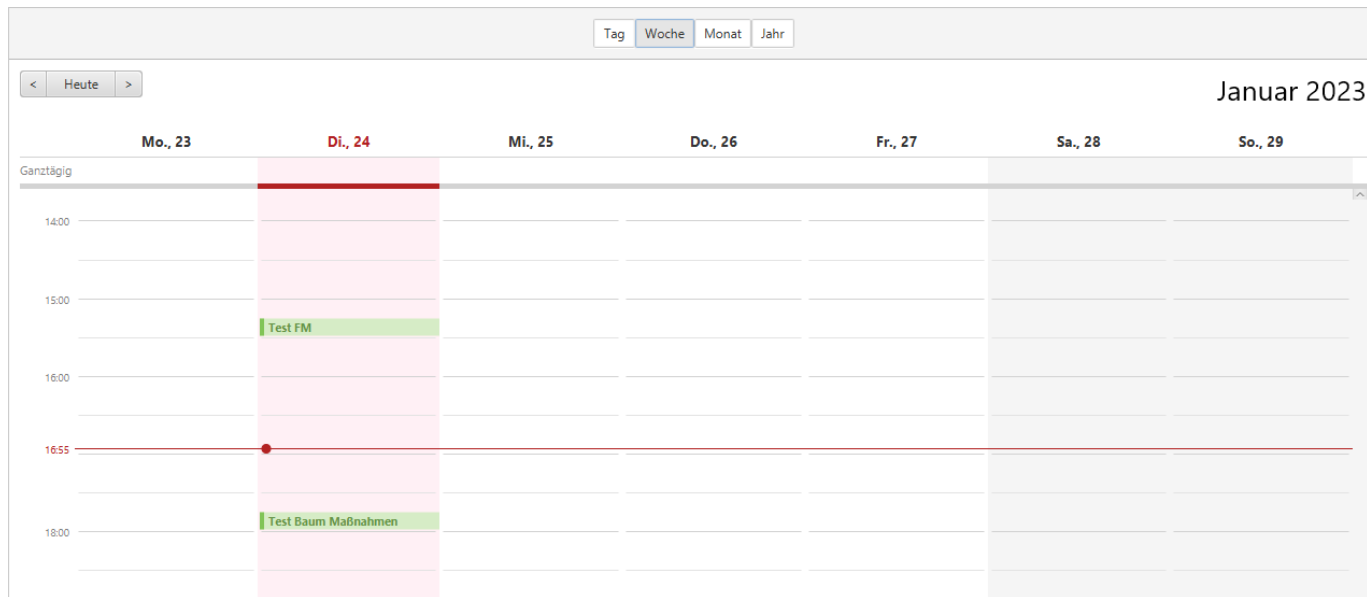 Tag Woche Monat Jahr
< Heute >
Januar 2023
Mo., 23 Di., 24 Mi., 25 Do., 26 Fr., 27 Sa., 28 So., 29
Ganztägig
14:00
15:00
Test FM
16:00
16:55
Test Baum Maßnahmen
18:00